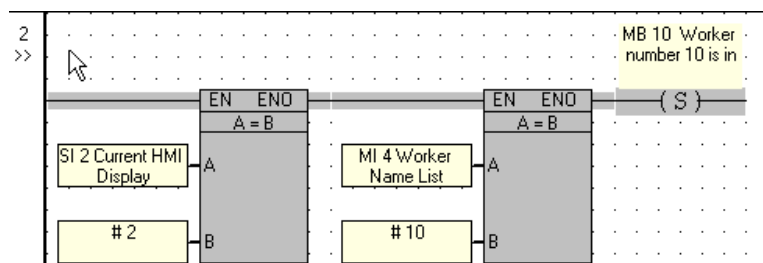 2
>>
MB 10 Worker
number 10 is in
EN ENO
EN ENO
( S )
A = B
A = B
SI 2 Current HMI
Display
A
MI 4 Worker
Name List
A
# 2
B
# 10
B